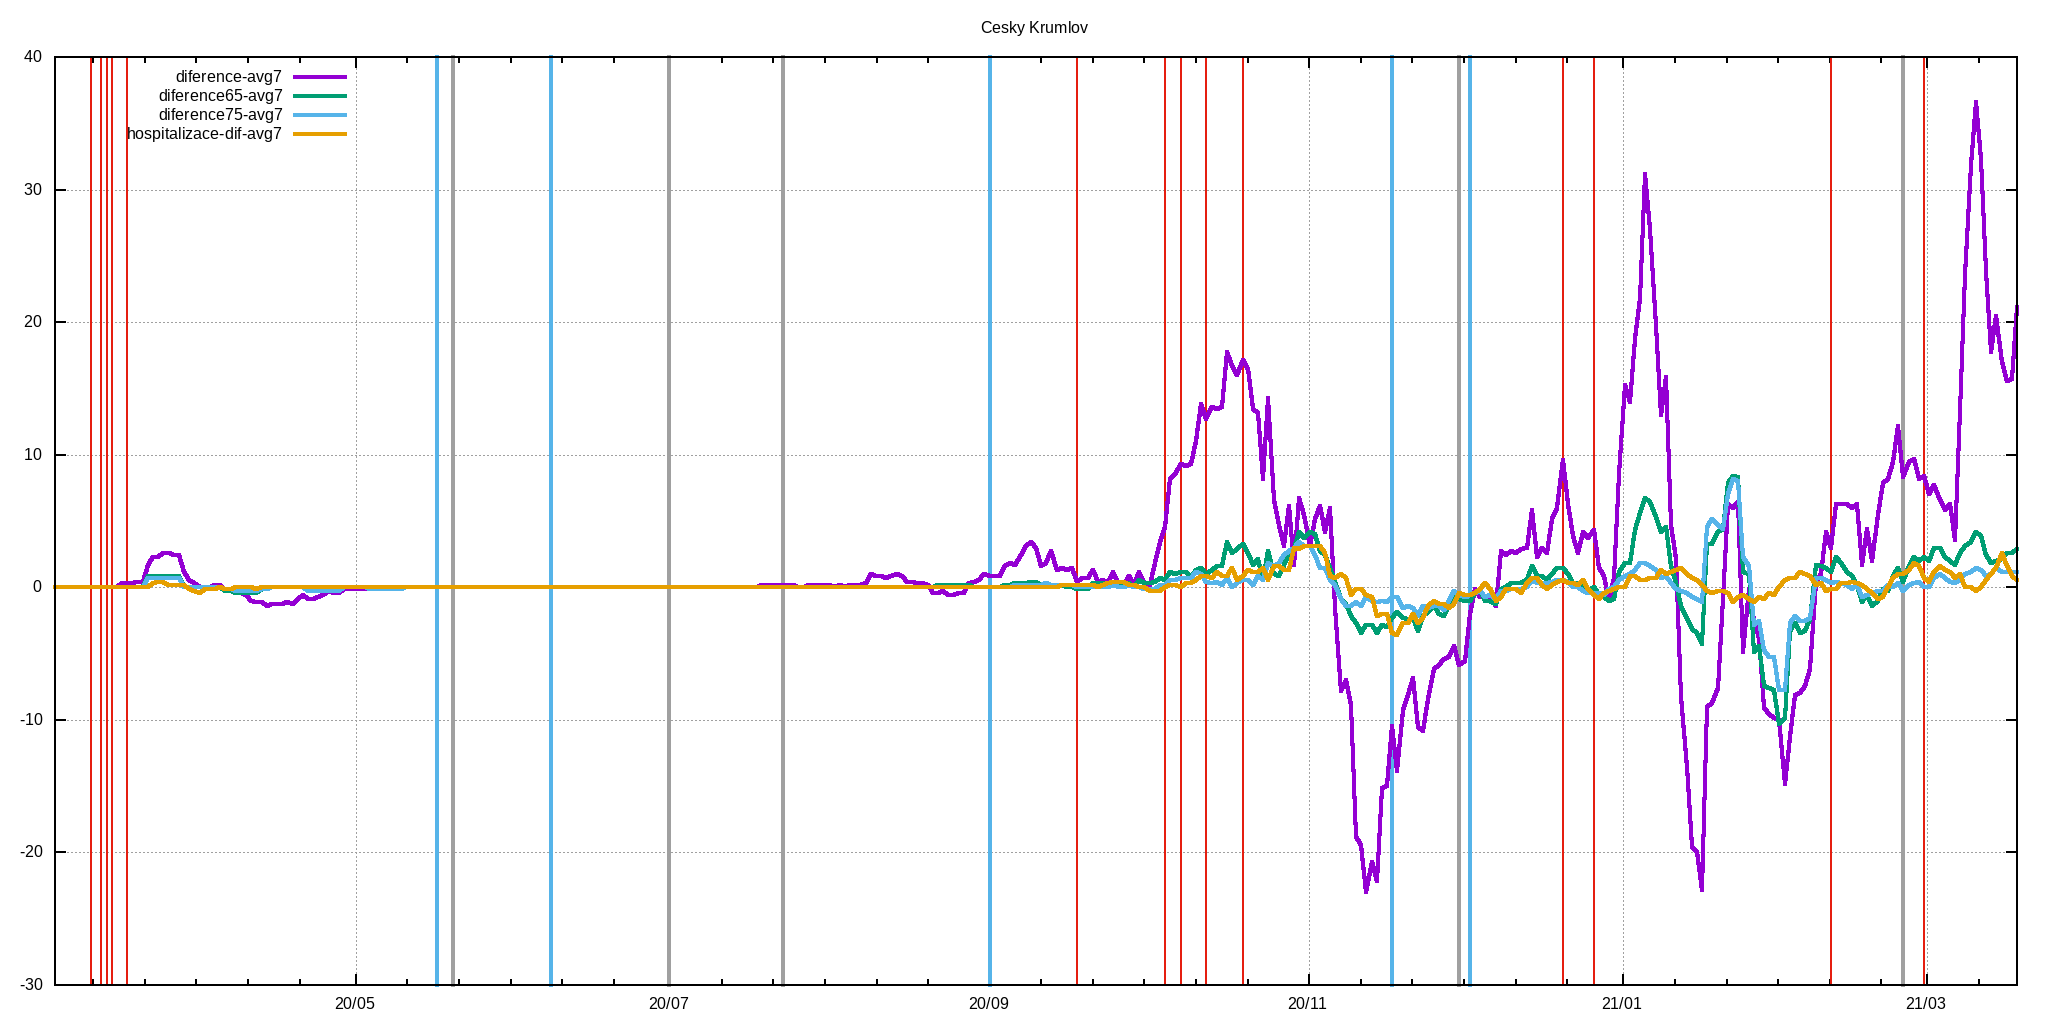 Cesky Krumlov
40
30
20
10
0
-10
-20
-30
diference-avg7
diference65-avg7
diference75-avg7
hospitalizace-dif-avg7
20/05 20/07 20/09 20/11 21/01 21/03